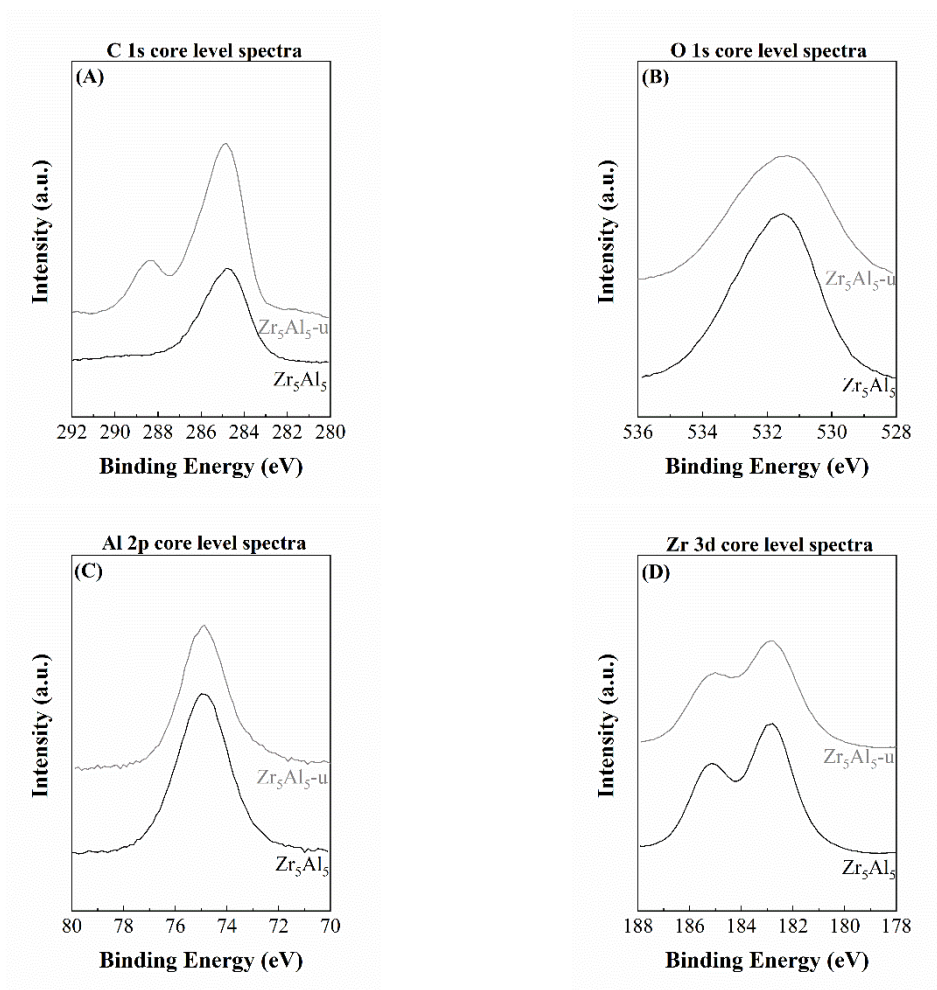 C 1s core level spectra
(A)
Intensity (a.u.)
Zr₅Al₅-u
Zr₅Al₅
292 290 288 286 284 282 280
Binding Energy (eV)
O 1s core level spectra
(B)
Intensity (a.u.)
Zr₅Al₅-u
Zr₅Al₅
536 534 532 530 528
Binding Energy (eV)
Al 2p core level spectra
(C)
Intensity (a.u.)
Zr₅Al₅-u
Zr₅Al₅
80 78 76 74 72 70
Binding Energy (eV)
Zr 3d core level spectra
(D)
Intensity (a.u.)
Zr₅Al₅-u
Zr₅Al₅
188 186 184 182 180 178
Binding Energy (eV)